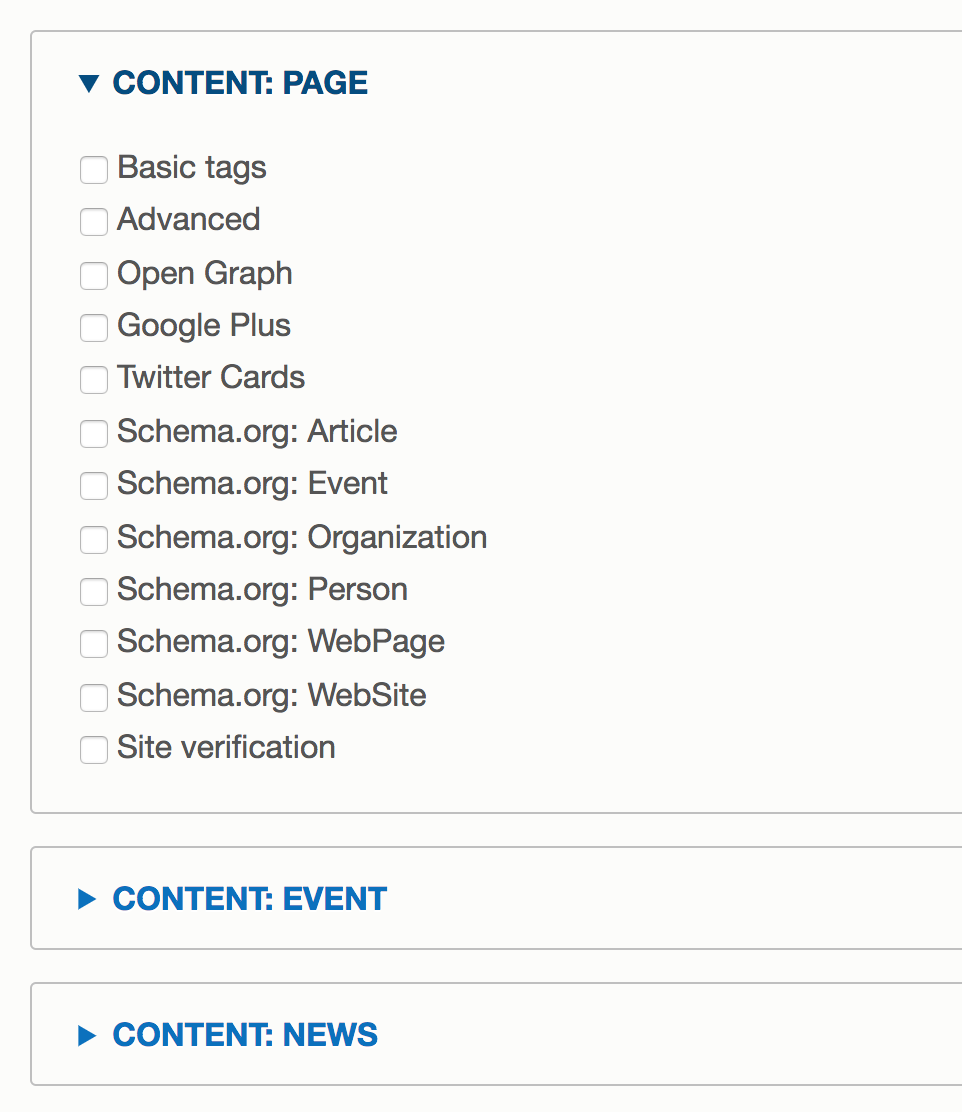 CONTENT: PAGE
Basic tags
Advanced
Open Graph
Google Plus
Twitter Cards
Schema.org: Article
Schema.org: Event
Schema.org: Organization
Schema.org: Person
Schema.org: WebPage
Schema.org: WebSite
Site verification
CONTENT: EVENT
CONTENT: NEWS